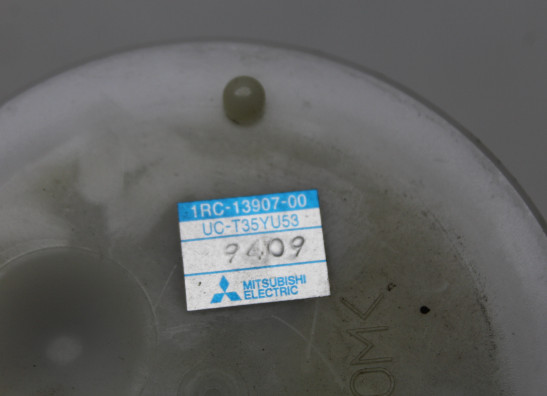 1RC-13907-00
UC-T35YU53
9409
MITSUBISHI
ELECTRIC